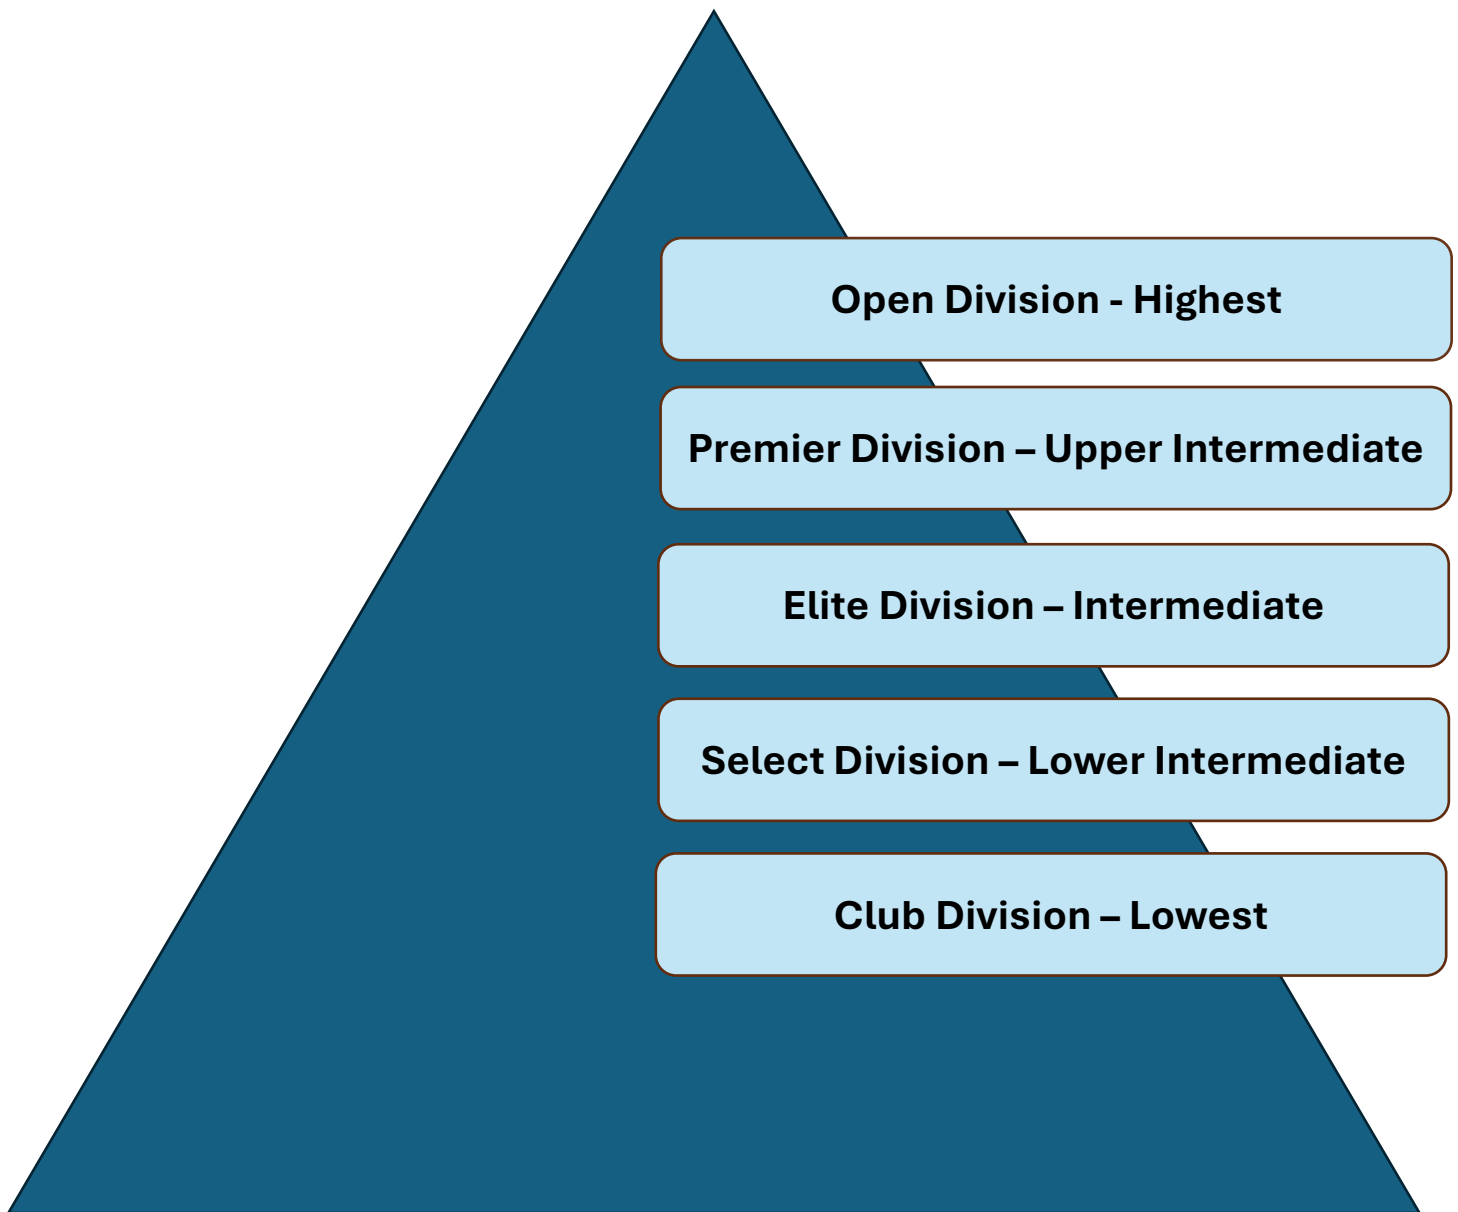 Open Division - Highest
Premier Division – Upper Intermediate
Elite Division – Intermediate
Select Division – Lower Intermediate
Club Division – Lowest